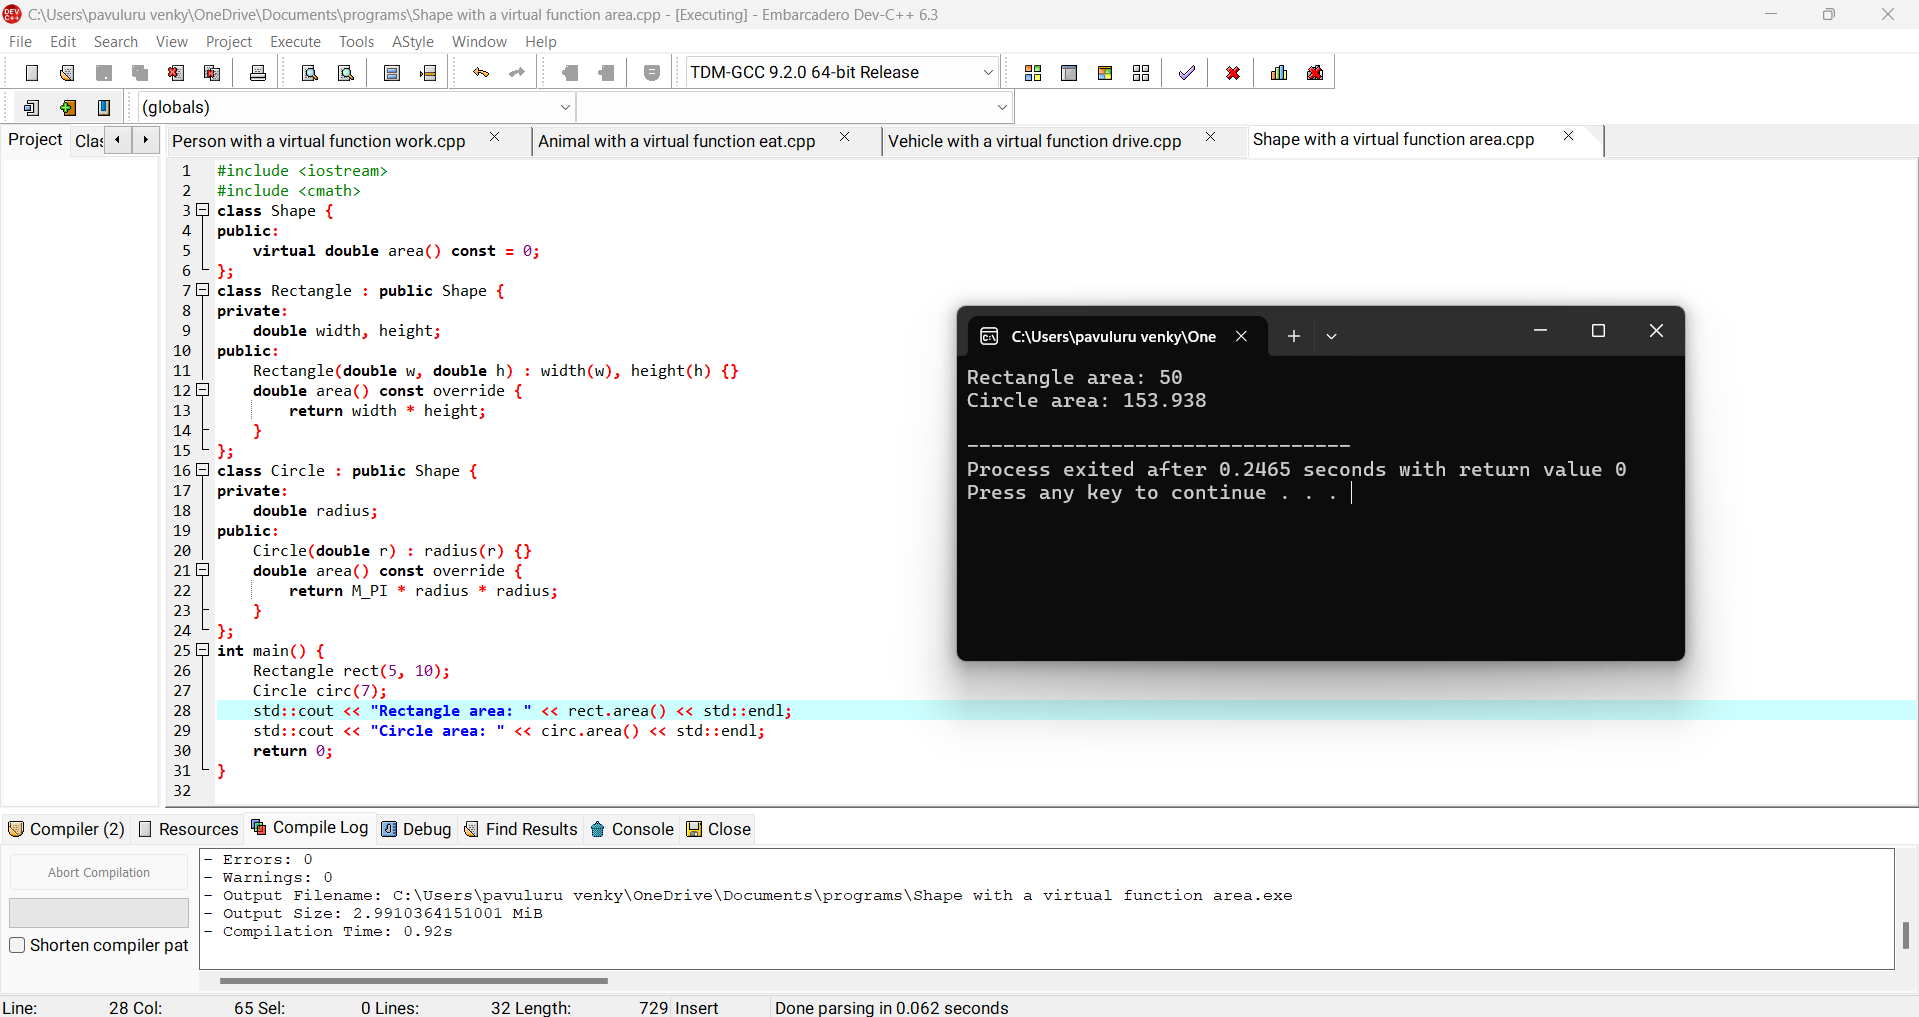 C:\Users\pavuluru venky\OneDrive\Documents\programs\Shape with a virtual function area.cpp - [Executing] - Embarcadero Dev-C++ 6.3
File Edit Search View Project Execute Tools AStyle Window Help
TDM-GCC 9.2.0 64-bit Release
(globals)
Project Clas
Person with a virtual function work.cpp Animal with a virtual function eat.cpp Vehicle with a virtual function drive.cpp Shape with a virtual function area.cpp
1 #include <iostream>
2 #include <cmath>
3 class Shape {
4 public:
5 virtual double area() const = 0;
6 };
7 class Rectangle : public Shape {
8 private:
9 double width, height;
10 public:
11 Rectangle(double w, double h) : width(w), height(h) {}
12 double area() const override {
13 return width * height;
14 }
15 };
16 class Circle : public Shape {
17 private:
18 double radius;
19 public:
20 Circle(double r) : radius(r) {}
21 double area() const override {
22 return M_PI * radius * radius;
23 }
24 };
25 int main() {
26 Rectangle rect(5, 10);
27 Circle circ(7);
28 std::cout << "Rectangle area: " << rect.area() << std::endl;
29 std::cout << "Circle area: " << circ.area() << std::endl;
30 return 0;
31 }
32
C:\Users\pavuluru venky\One
Rectangle area: 50
Circle area: 153.938
--------------------------------
Process exited after 0.2465 seconds with return value 0
Press any key to continue . . .
Compiler (2) Resources Compile Log Debug Find Results Console Close
Abort Compilation
Shorten compiler pat
- Errors: 0
- Warnings: 0
- Output Filename: C:\Users\pavuluru venky\OneDrive\Documents\programs\Shape with a virtual function area.exe
- Output Size: 2.9910364151001 MiB
- Compilation Time: 0.92s
Line: 28 Col: 65 Sel: 0 Lines: 32 Length: 729 Insert Done parsing in 0.062 seconds